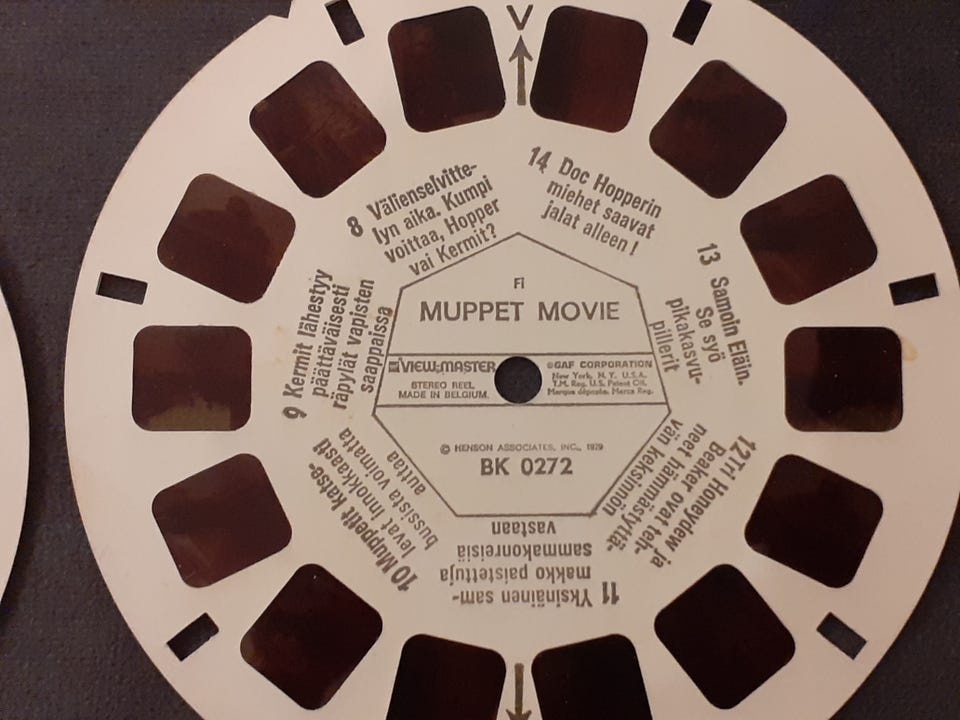 V
8 Välienselvitte-
lyn aika. Kumpi
voittaa, Hopper
vai Kermit?
14 Doc Hopperin
miehet saavat
jalat alleen!
13 Samoin Eläin.
Se syö
pikakasvu-
pillerit
12 Tri Honeydew ja
Beaker ovat teh-
neet hämmästyttä-
vän keksinnön
11 Yksinäinen sam-
makko paistettuja
sammakonreisiä
vastaan
10 Muppetit katse-
levat innokkaasti
bussista voimatta
auttaa
9 Kermit lähestyy
päättäväisesti
räpylät vapisten
saappaissa
FI
MUPPET MOVIE
VIEW-MASTER
STEREO REEL
MADE IN BELGIUM.
©GAF CORPORATION
New York, N.Y. U.S.A.
T.M. Reg. U.S. Patent Off.
Marque déposée. Marca Reg.
© HENSON ASSOCIATES, INC., 1979
BK 0272